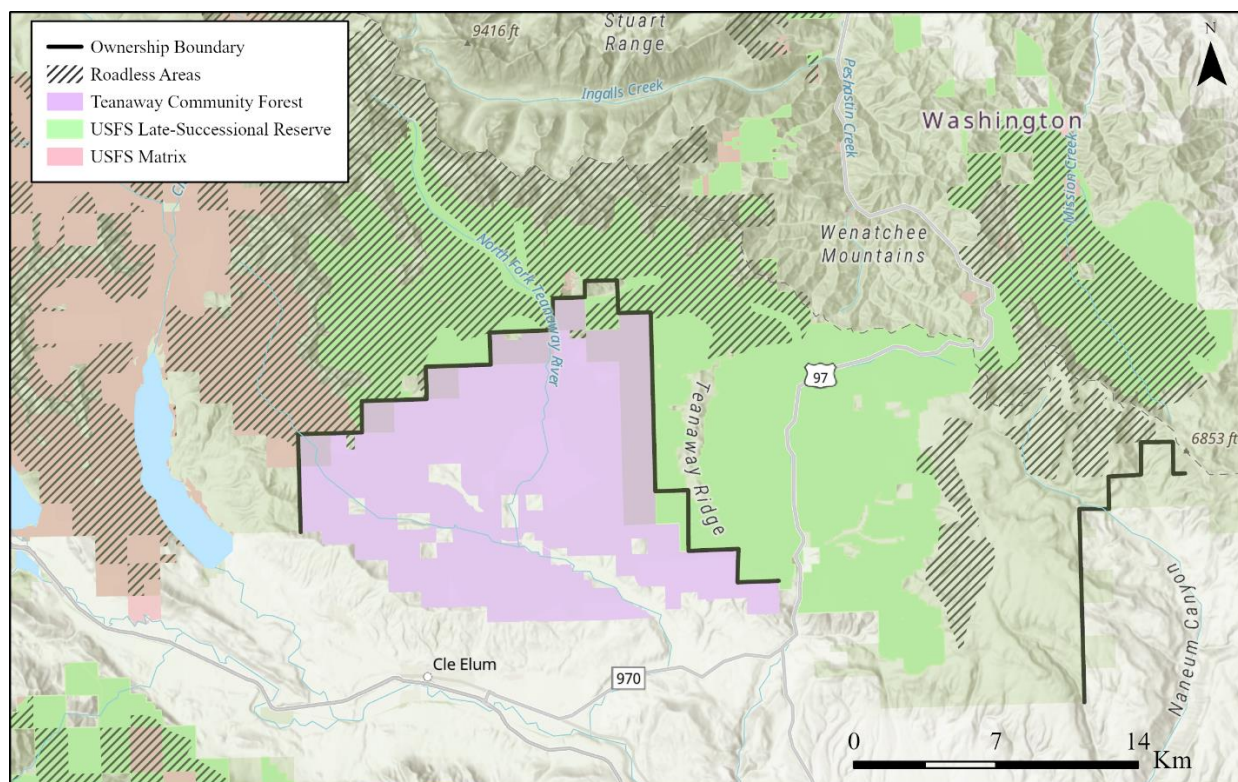 Ownership Boundary
Roadless Areas
Teanaway Community Forest
USFS Late-Successional Reserve
USFS Matrix
9416 ft
Stuart
Range
N
Ingalls Creek
Peshastin Creek
Washington
Mission Creek
Wenatchee
Mountains
North Fork Teanaway River
97
Teanaway Ridge
6853 ft
Naneum Canyon
Cle Elum
970
0 7 14
Km